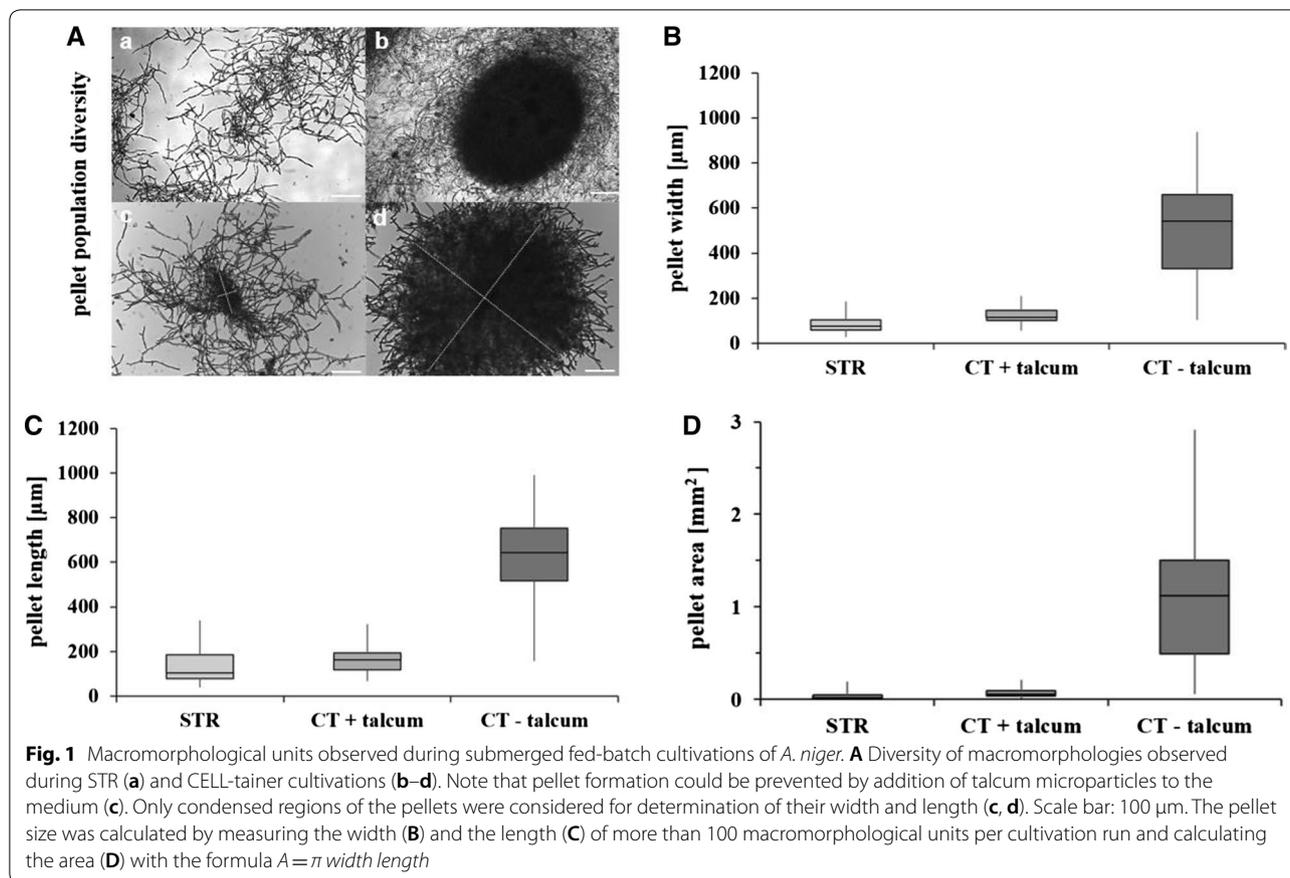 A
pellet population diversity
a
b
c
d
B
pellet width [µm]
1200
1000
800
600
400
200
0
STR
CT + talcum
CT - talcum
C
pellet length [µm]
1200
1000
800
600
400
200
0
STR
CT + talcum
CT - talcum
D
pellet area [mm²]
3
2
1
0
STR
CT + talcum
CT - talcum
Fig. 1 Macromorphological units observed during submerged fed-batch cultivations of A. niger. A Diversity of macromorphologies observed
during STR (a) and CELL-tainer cultivations (b–d). Note that pellet formation could be prevented by addition of talcum microparticles to the
medium (c). Only condensed regions of the pellets were considered for determination of their width and length (c, d). Scale bar: 100 µm. The pellet
size was calculated by measuring the width (B) and the length (C) of more than 100 macromorphological units per cultivation run and calculating
the area (D) with the formula A = π width length